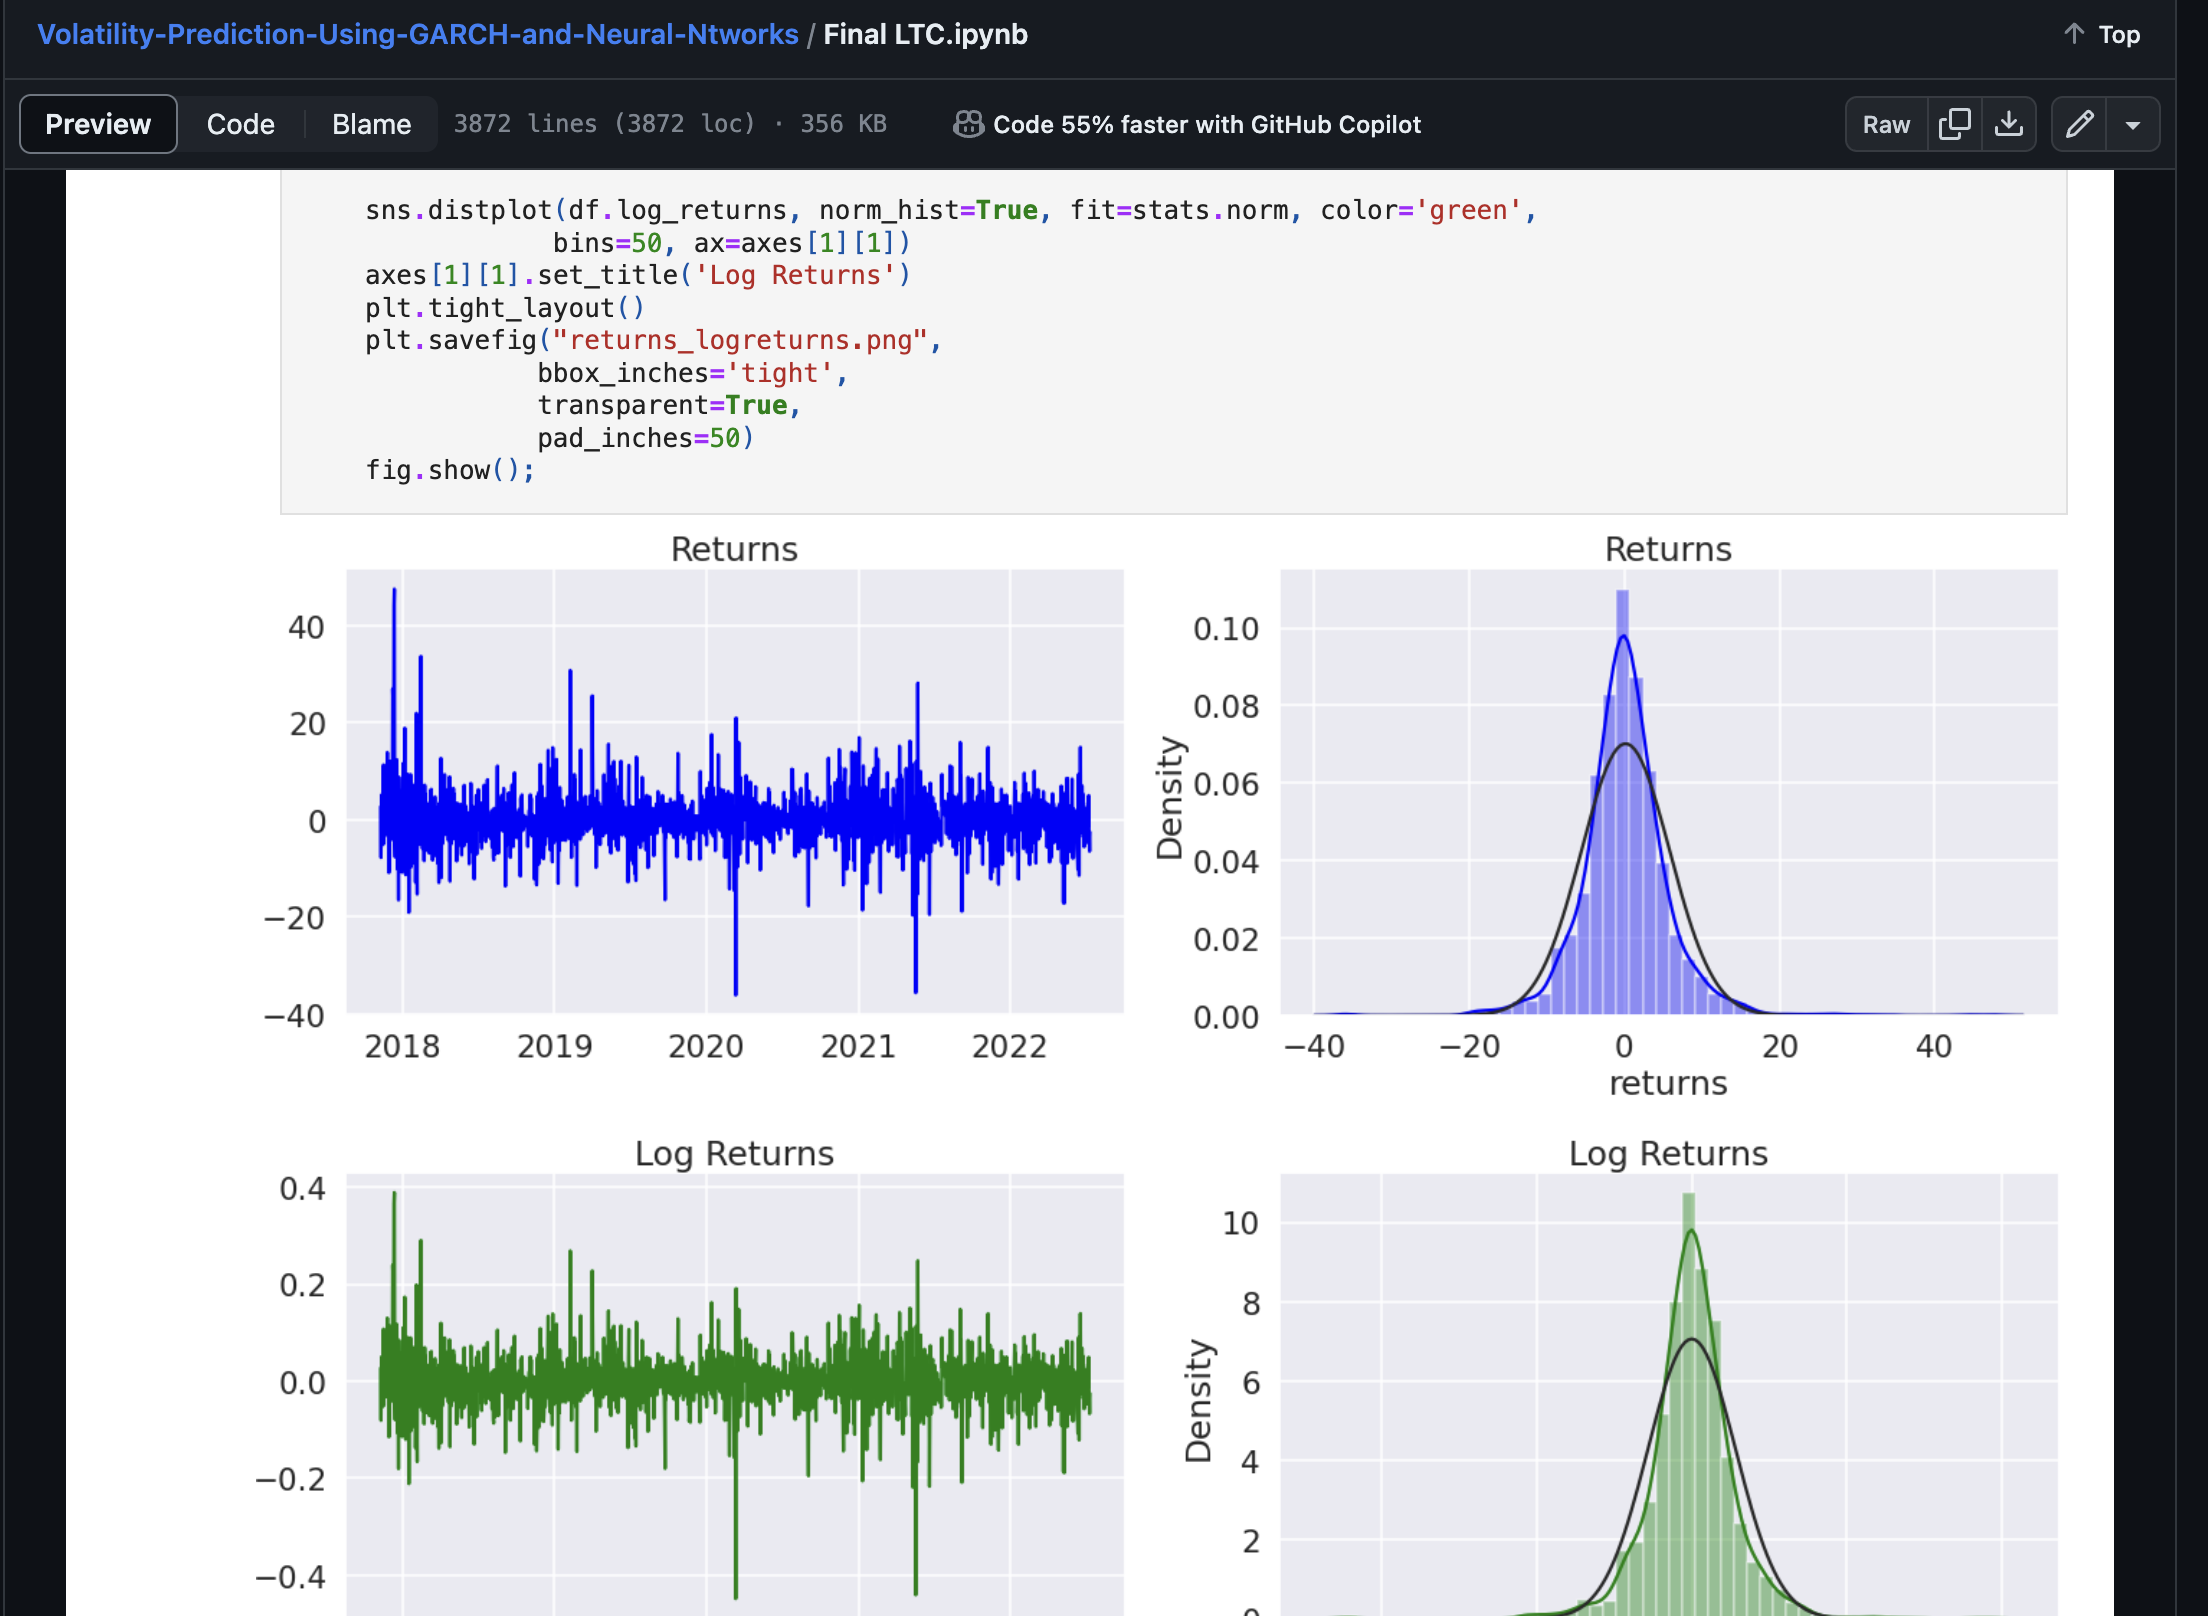 Volatility-Prediction-Using-GARCH-and-Neural-Ntworks / Final LTC.ipynb
Top
Preview Code Blame 3872 lines (3872 loc) · 356 KB Code 55% faster with GitHub Copilot Raw
sns.distplot(df.log_returns, norm_hist=True, fit=stats.norm, color='green',
bins=50, ax=axes[1][1])
axes[1][1].set_title('Log Returns')
plt.tight_layout()
plt.savefig("returns_logreturns.png",
bbox_inches='tight',
transparent=True,
pad_inches=50)
fig.show();
Returns
40
20
0
−20
−40
2018 2019 2020 2021 2022
Returns
Density
0.10
0.08
0.06
0.04
0.02
0.00
−40 −20 0 20 40
returns
Log Returns
0.4
0.2
0.0
−0.2
−0.4
Log Returns
Density
10
8
6
4
2
0